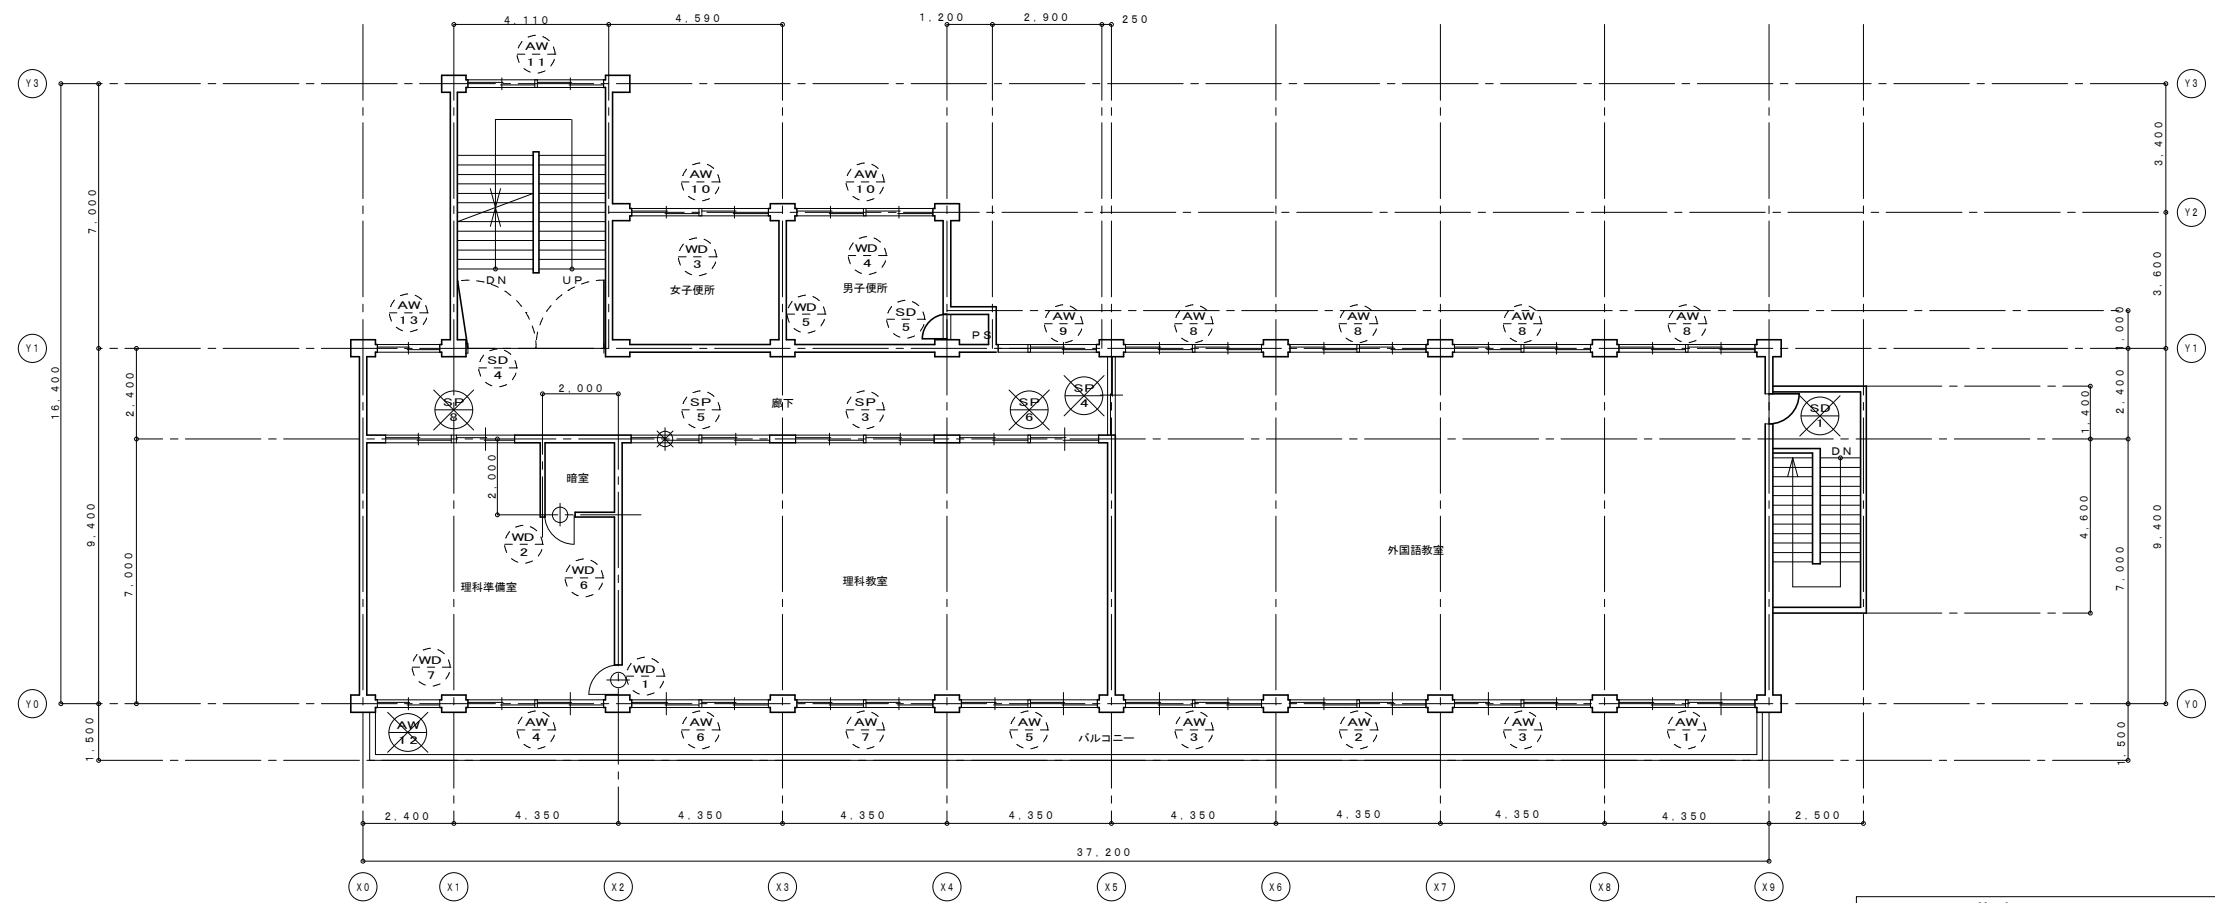 4,110
4,590
1,200
2,900
250
AW
11
Y3
Y3
3,400
7,000
AW
10
AW
10
Y2
WD
3
WD
4
女子便所
男子便所
DN
UP
3,600
AW
13
WD
5
SD
5
PS
AW
9
AW
8
AW
8
AW
8
AW
8
1,000
Y1
Y1
SD
4
16,400
2,400
2,000
SP
8
SP
5
廊下
SP
3
SP
6
SP
4
SD
1
1,400
2,400
DN
2,000
暗室
9,400
7,000
WD
2
WD
6
理科準備室
理科教室
外国語教室
4,600
7,000
9,400
WD
7
WD
1
Y0
Y0
AW
12
AW
4
AW
6
AW
7
AW
5
バルコニー
AW
3
AW
2
AW
3
AW
1
1,500
1,500
2,400
4,350
4,350
4,350
4,350
4,350
4,350
4,350
4,350
2,500
37,200
X0
X1
X2
X3
X4
X5
X6
X7
X8
X9